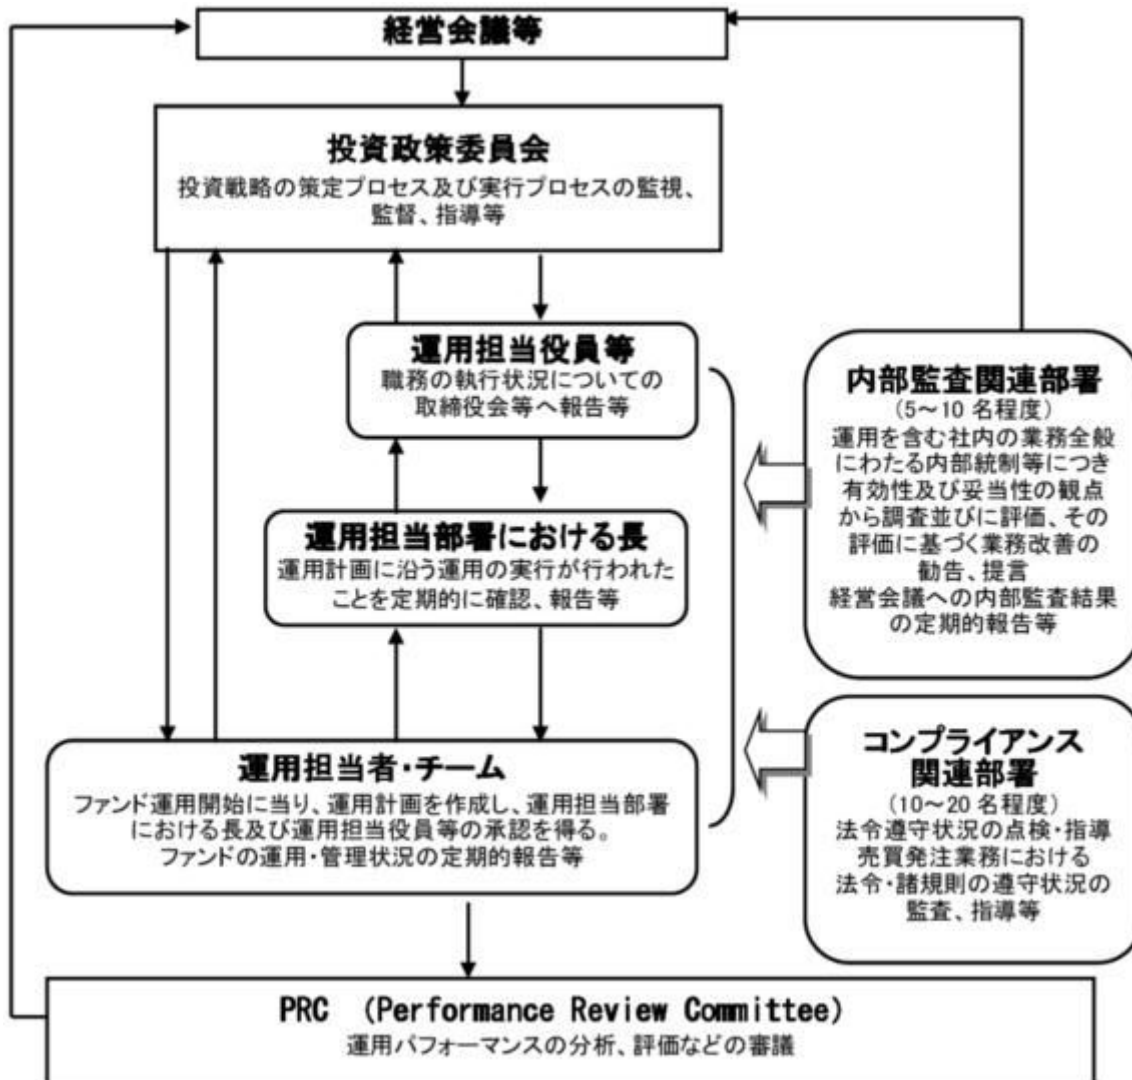 経営会議等
投資政策委員会
投資戦略の策定プロセス及び実行プロセスの監視、
監督、指導等
運用担当役員等
職務の執行状況についての
取締役会等へ報告等
運用担当部署における長
運用計画に沿う運用の実行が行われた
ことを定期的に確認、報告等
運用担当者・チーム
ファンド運用開始に当り、運用計画を作成し、運用担当部署
における長及び運用担当役員等の承認を得る。
ファンドの運用・管理状況の定期的報告等
内部監査関連部署
(5～10 名程度)
運用を含む社内の業務全般
にわたる内部統制等につき
有効性及び妥当性の観点
から調査並びに評価、その
評価に基づく業務改善の
勧告、提言
経営会議への内部監査結果
の定期的報告等
コンプライアンス
関連部署
(10～20 名程度)
法令遵守状況の点検・指導
売買発注業務における
法令・諸規則の遵守状況の
監査、指導等
PRC （Performance Review Committee）
運用パフォーマンスの分析、評価などの審議